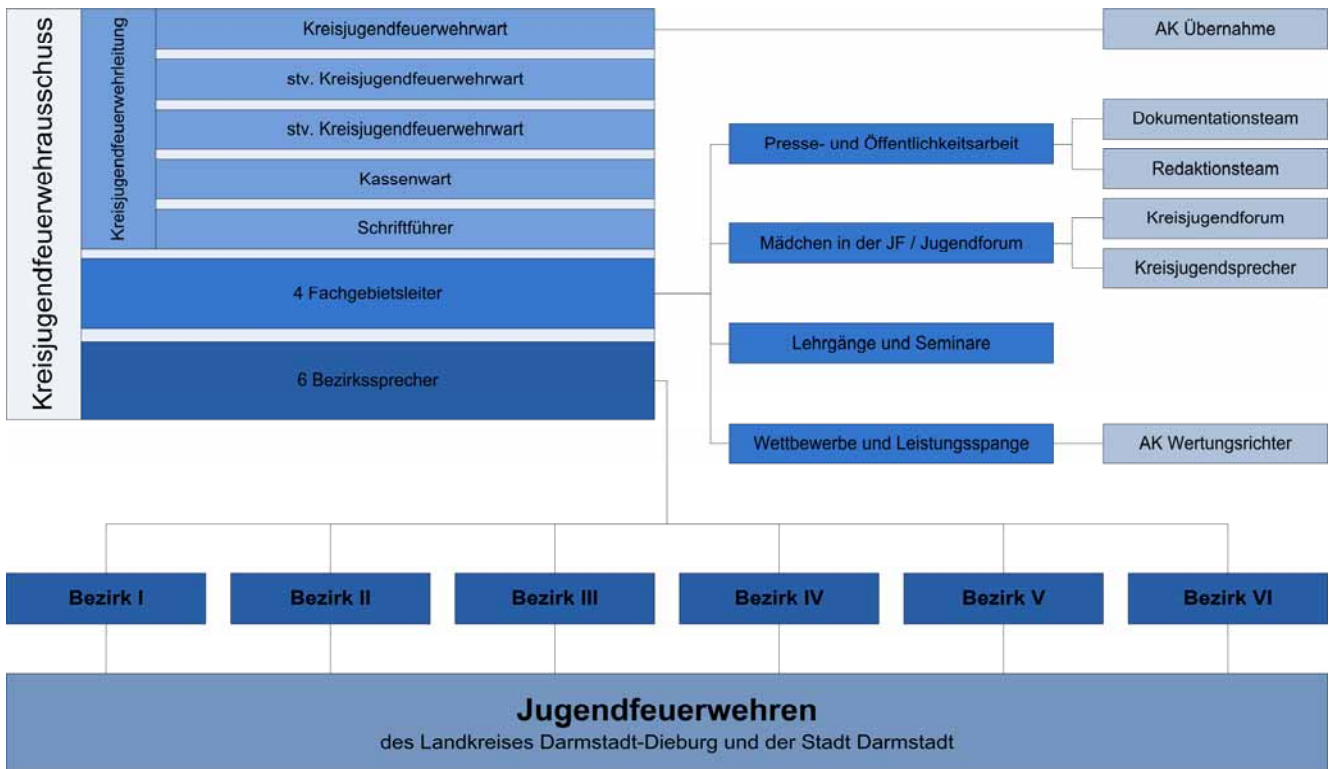 Kreisjugendfeuerwehrausschuss
Kreisjugendfeuerwehrleitung
Kreisjugendfeuerwehrwart
stv. Kreisjugendfeuerwehrwart
stv. Kreisjugendfeuerwehrwart
Kassenwart
Schriftführer
4 Fachgebietsleiter
6 Bezirkssprecher
AK Übernahme
Presse- und Öffentlichkeitsarbeit
Dokumentationsteam
Redaktionsteam
Mädchen in der JF / Jugendforum
Kreisjugendforum
Kreisjugendsprecher
Lehrgänge und Seminare
Wettbewerbe und Leistungsspange
AK Wertungsrichter
Bezirk I
Bezirk II
Bezirk III
Bezirk IV
Bezirk V
Bezirk VI
Jugendfeuerwehren
des Landkreises Darmstadt-Dieburg und der Stadt Darmstadt